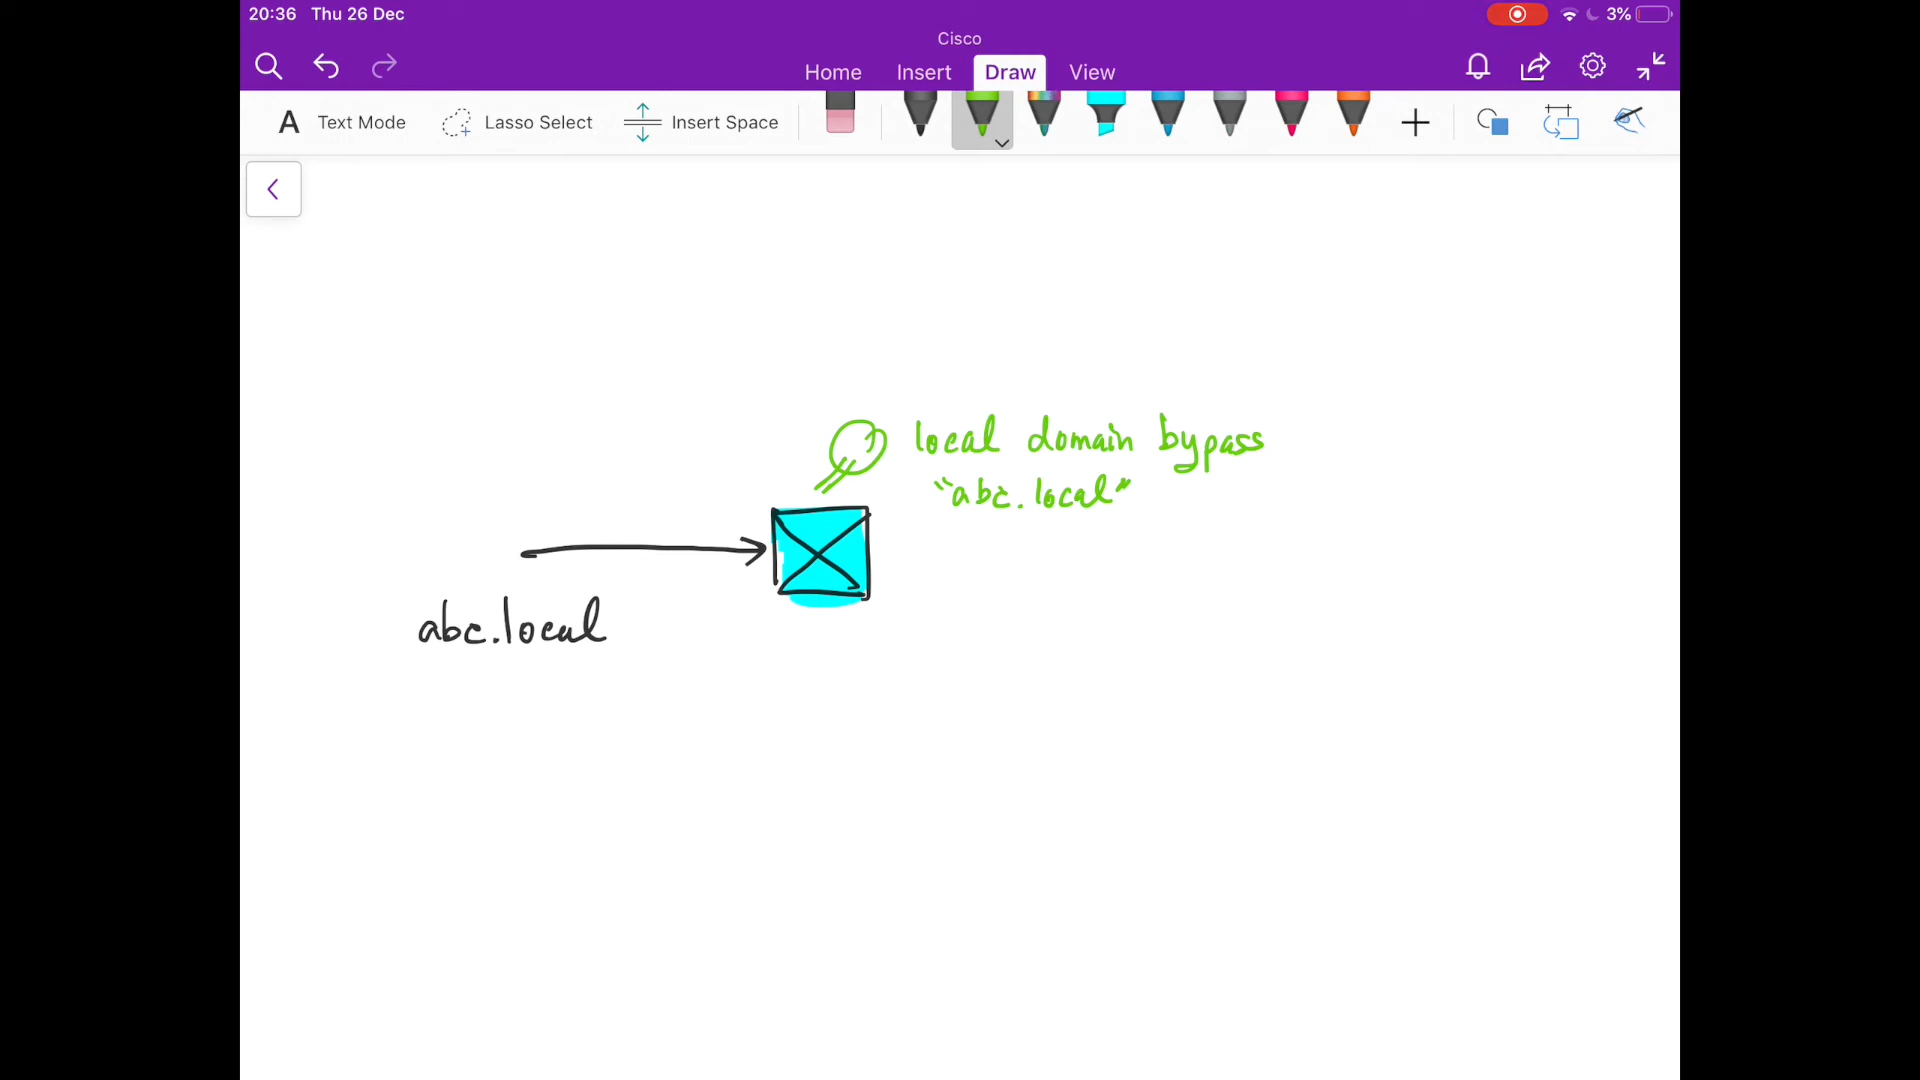 20:36 Thu 26 Dec
3%
Cisco
Home Insert Draw View
A Text Mode Lasso Select Insert Space
local domain bypass
"abc.local"
abc.local